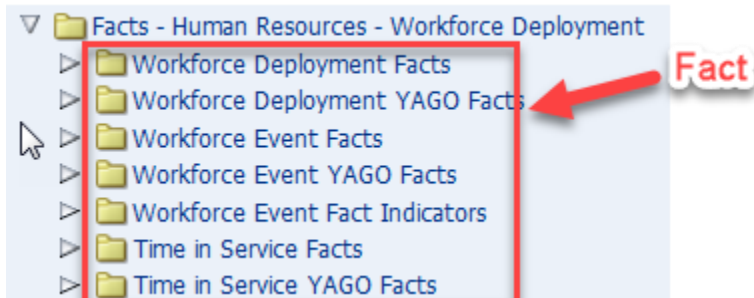 Facts - Human Resources - Workforce Deployment
Workforce Deployment Facts
Workforce Deployment YAGO Facts
Fact
Workforce Event Facts
Workforce Event YAGO Facts
Workforce Event Fact Indicators
Time in Service Facts
Time in Service YAGO Facts